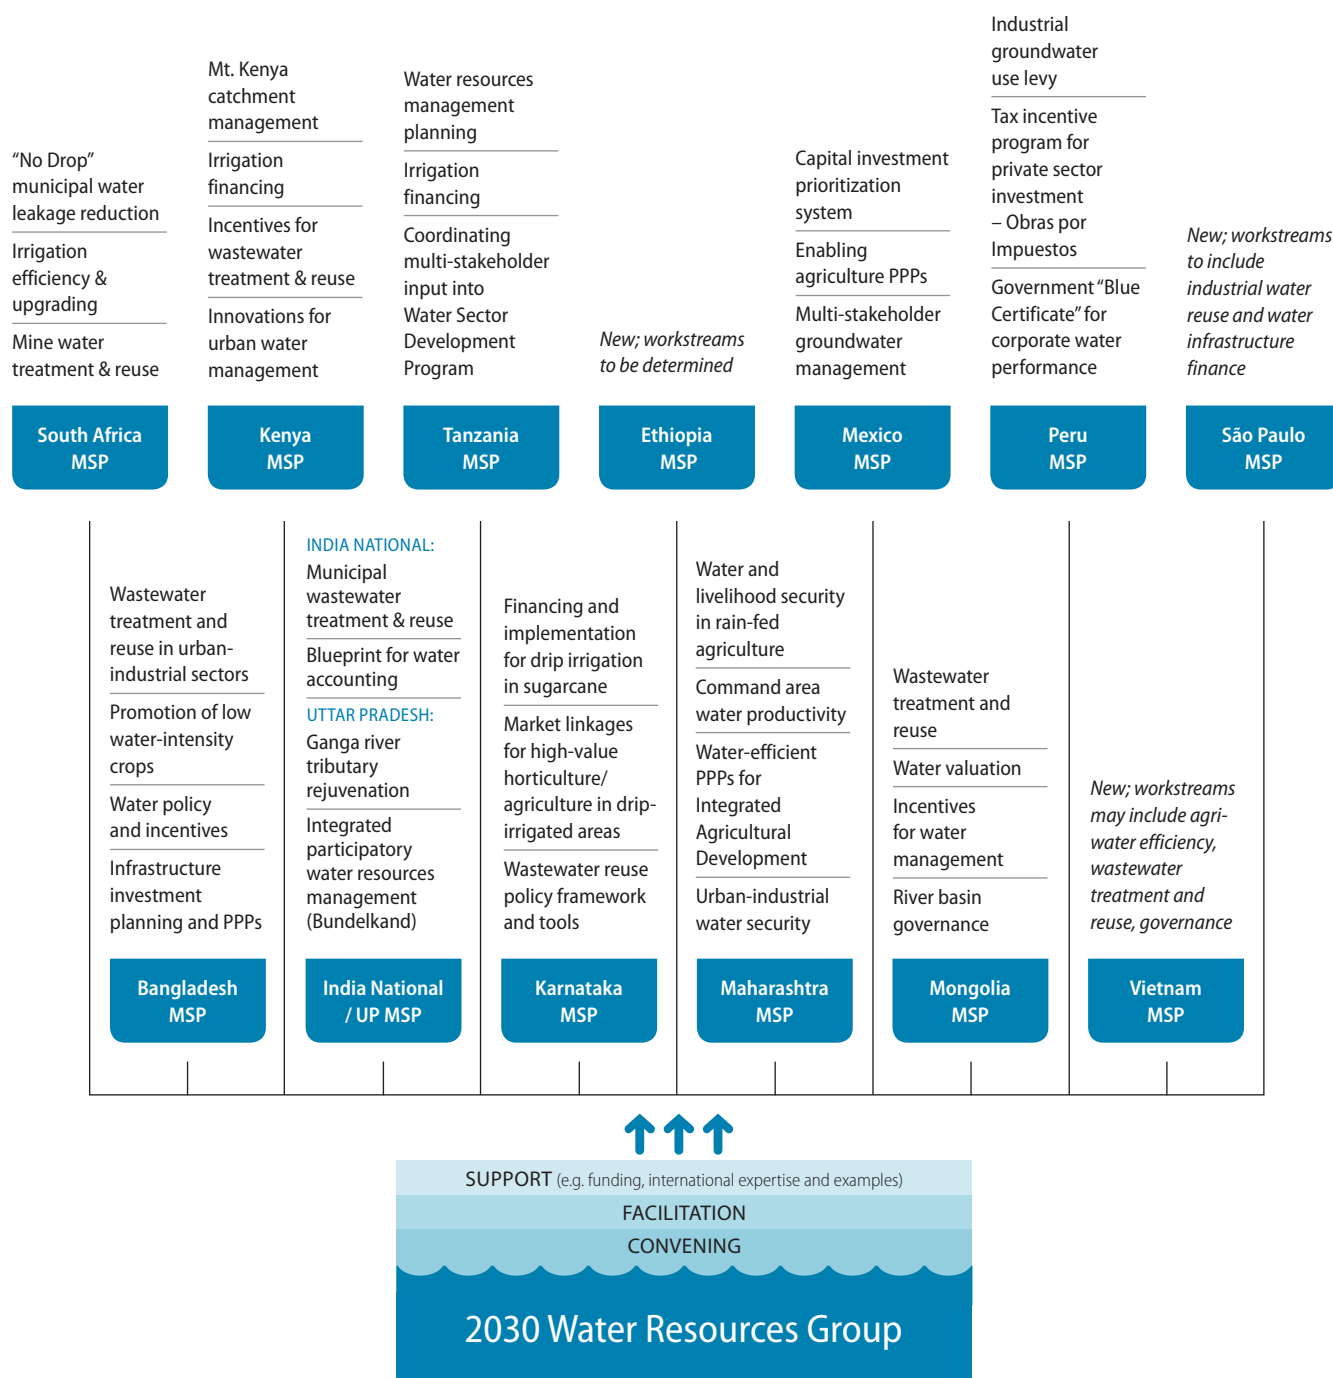 “No Drop”
municipal water
leakage reduction
Irrigation
efficiency &
upgrading
Mine water
treatment & reuse
South Africa
MSP
Mt. Kenya
catchment
management
Irrigation
financing
Incentives for
wastewater
treatment & reuse
Innovations for
urban water
management
Kenya
MSP
Water resources
management
planning
Irrigation
financing
Coordinating
multi-stakeholder
input into
Water Sector
Development
Program
Tanzania
MSP
New; workstreams
to be determined
Ethiopia
MSP
Capital investment
prioritization
system
Enabling
agriculture PPPs
Multi-stakeholder
groundwater
management
Mexico
MSP
Industrial
groundwater
use levy
Tax incentive
program for
private sector
investment
– Obras por
Impuestos
Government “Blue
Certificate” for
corporate water
performance
Peru
MSP
New; workstreams
to include
industrial water
reuse and water
infrastructure
finance
São Paulo
MSP
Wastewater
treatment and
reuse in urban-
industrial sectors
Promotion of low
water-intensity
crops
Water policy
and incentives
Infrastructure
investment
planning and PPPs
Bangladesh
MSP
INDIA NATIONAL:
Municipal
wastewater
treatment & reuse
Blueprint for water
accounting
UTTAR PRADESH:
Ganga river
tributary
rejuvenation
Integrated
participatory
water resources
management
(Bundelkand)
India National
/ UP MSP
Financing and
implementation
for drip irrigation
in sugarcane
Market linkages
for high-value
horticulture/
agriculture in drip-
irrigated areas
Wastewater reuse
policy framework
and tools
Karnataka
MSP
Water and
livelihood security
in rain-fed
agriculture
Command area
water productivity
Water-efficient
PPPs for
Integrated
Agricultural
Development
Urban-industrial
water security
Maharashtra
MSP
Wastewater
treatment and
reuse
Water valuation
Incentives
for water
management
River basin
governance
Mongolia
MSP
New; workstreams
may include agri-
water efficiency,
wastewater
treatment and
reuse, governance
Vietnam
MSP
SUPPORT (e.g. funding, international expertise and examples)
FACILITATION
CONVENING
2030 Water Resources Group